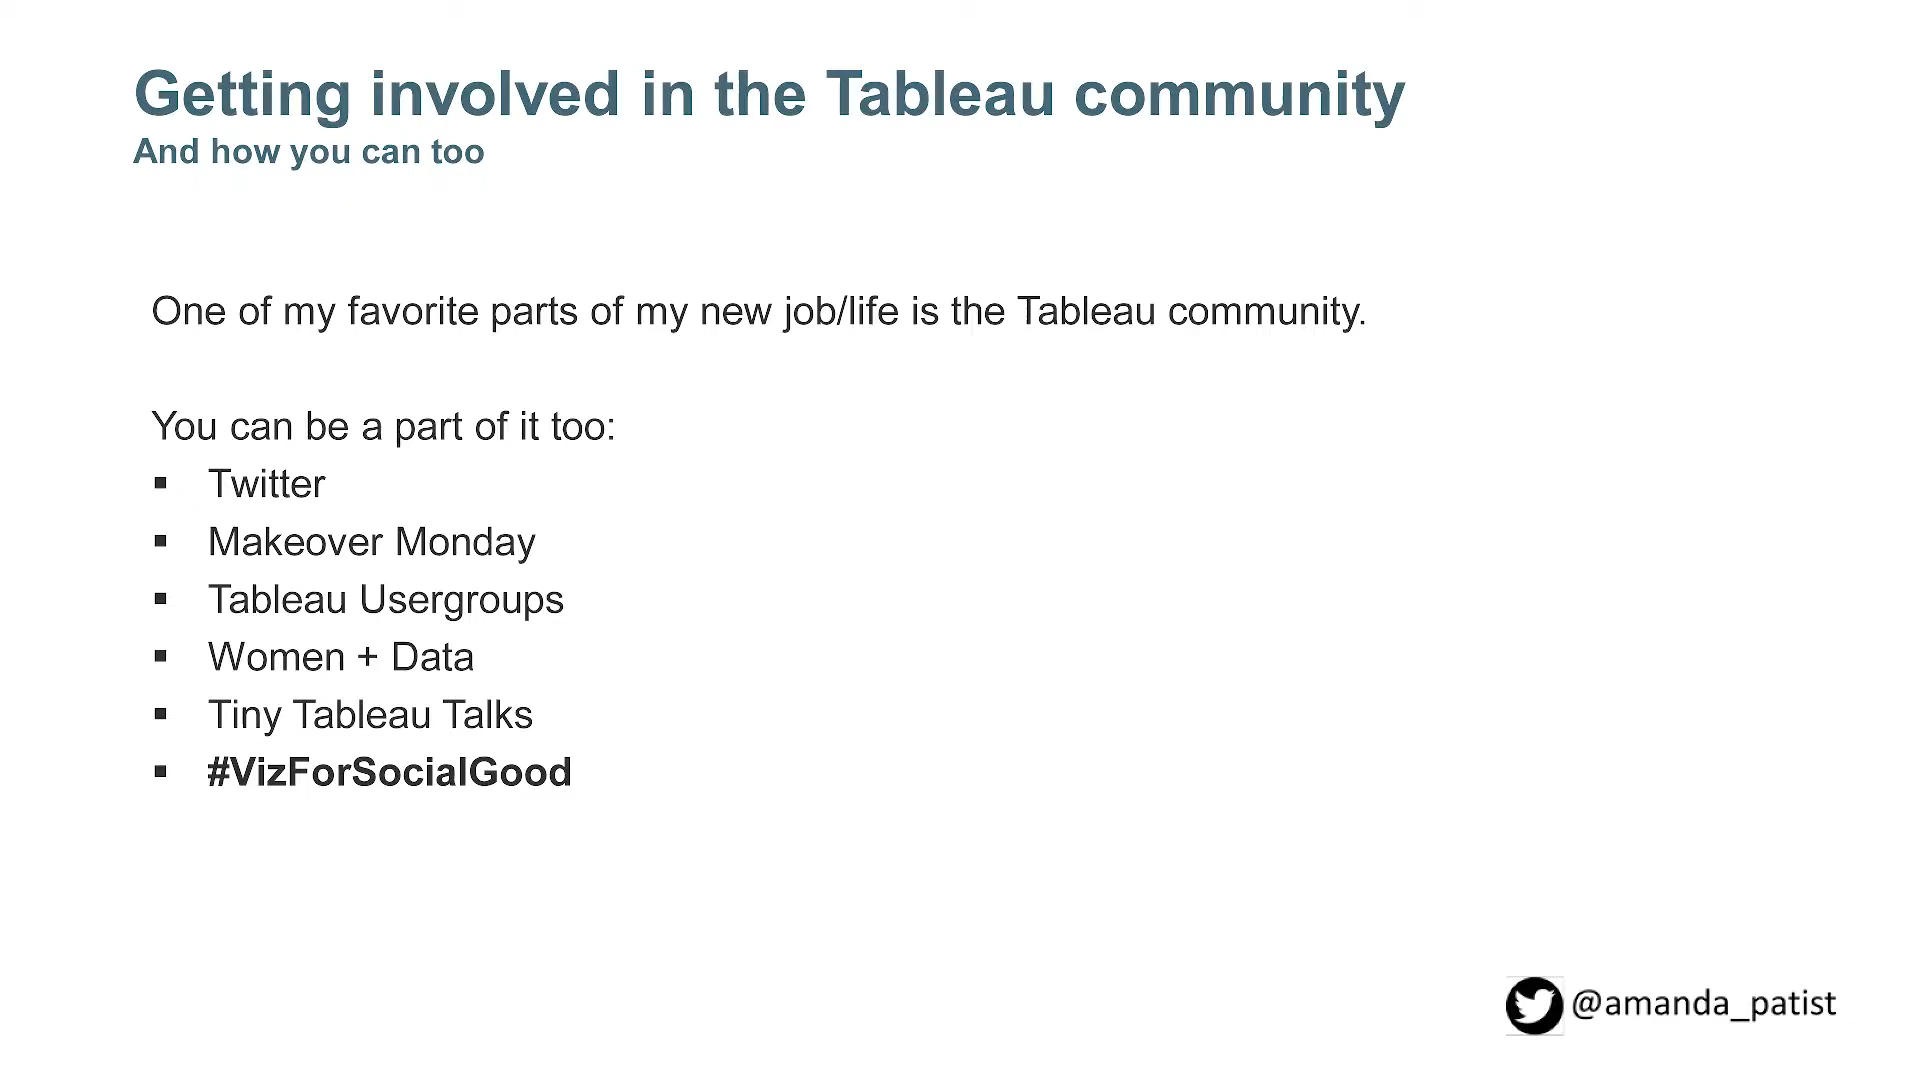 Getting involved in the Tableau community
And how you can too
One of my favorite parts of my new job/life is the Tableau community.
You can be a part of it too:
▪ Twitter
▪ Makeover Monday
▪ Tableau Usergroups
▪ Women + Data
▪ Tiny Tableau Talks
▪ #VizForSocialGood
@amanda_patist